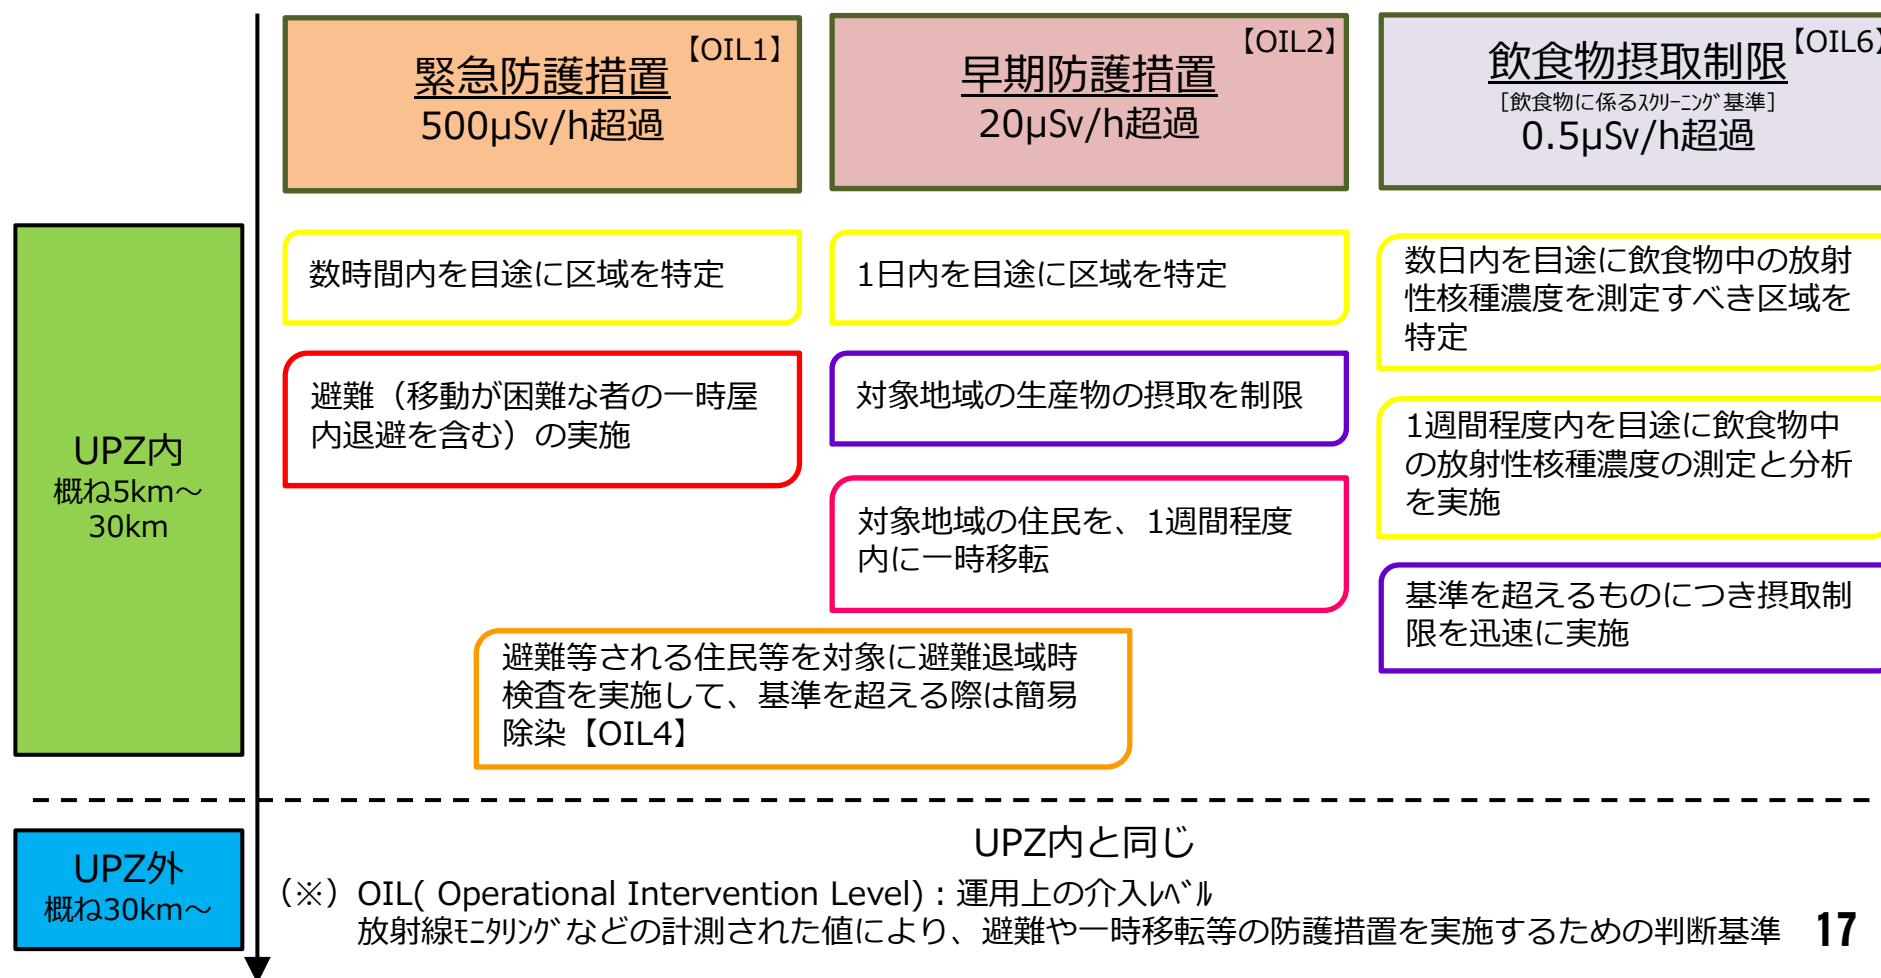 【OIL1】
緊急防護措置
500μSv/h超過
【OIL2】
早期防護措置
20μSv/h超過
【OIL6】
飲食物摂取制限
[飲食物に係るｽｸﾘｰﾆﾝｸﾞ基準]
0.5μSv/h超過
UPZ内
概ね5km～
30km
数時間内を目途に区域を特定
避難（移動が困難な者の一時屋
内退避を含む）の実施
1日内を目途に区域を特定
対象地域の生産物の摂取を制限
対象地域の住民を、1週間程度
内に一時移転
避難等される住民等を対象に避難退域時
検査を実施して、基準を超える際は簡易
除染【OIL4】
数日内を目途に飲食物中の放射
性核種濃度を測定すべき区域を
特定
1週間程度内を目途に飲食物中
の放射性核種濃度の測定と分析
を実施
基準を超えるものにつき摂取制
限を迅速に実施
UPZ外
概ね30km～
UPZ内と同じ
（※）OIL( Operational Intervention Level)：運用上の介入ﾚﾍﾞﾙ
放射線ﾓﾆﾀﾘﾝｸﾞなどの計測された値により、避難や一時移転等の防護措置を実施するための判断基準
17